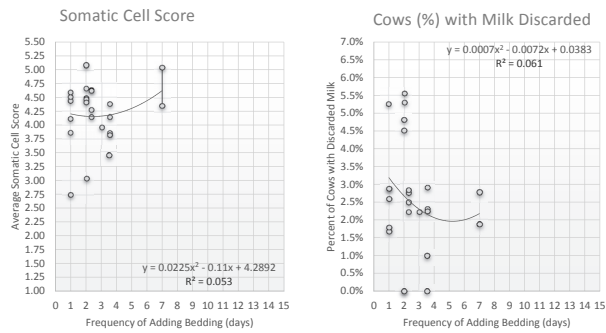 Somatic Cell Score
5.50
5.25
5.00
4.75
4.50
4.25
4.00
3.75
3.50
3.25
3.00
2.75
2.50
2.25
2.00
1.75
1.50
1.25
1.00
Average Somatic Cell Score
y = 0.0225x² - 0.11x + 4.2892
R² = 0.053
0 1 2 3 4 5 6 7 8 9 10 11 12 13 14 15
Frequency of Adding Bedding (days)
Cows (%) with Milk Discarded
7.0%
6.5%
6.0%
5.5%
5.0%
4.5%
4.0%
3.5%
3.0%
2.5%
2.0%
1.5%
1.0%
0.5%
0.0%
Percent of Cows with Discarded Milk
y = 0.0007x² - 0.0072x + 0.0383
R² = 0.061
0 1 2 3 4 5 6 7 8 9 10 11 12 13 14 15
Frequency of Adding Bedding (days)